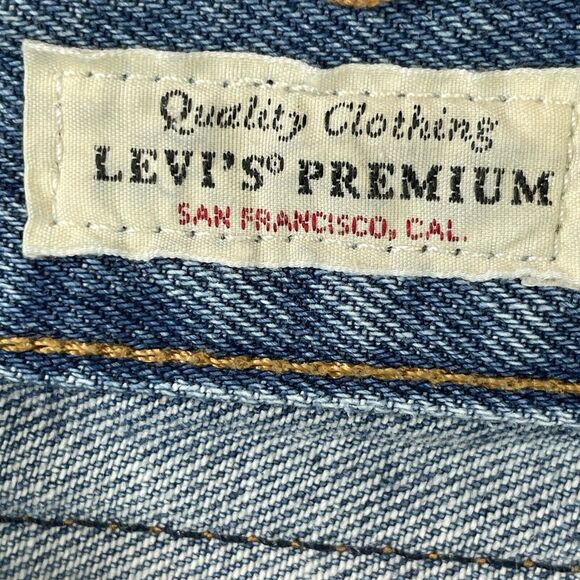 Quality Clothing
LEVI'S® PREMIUM
SAN FRANCISCO, CAL.